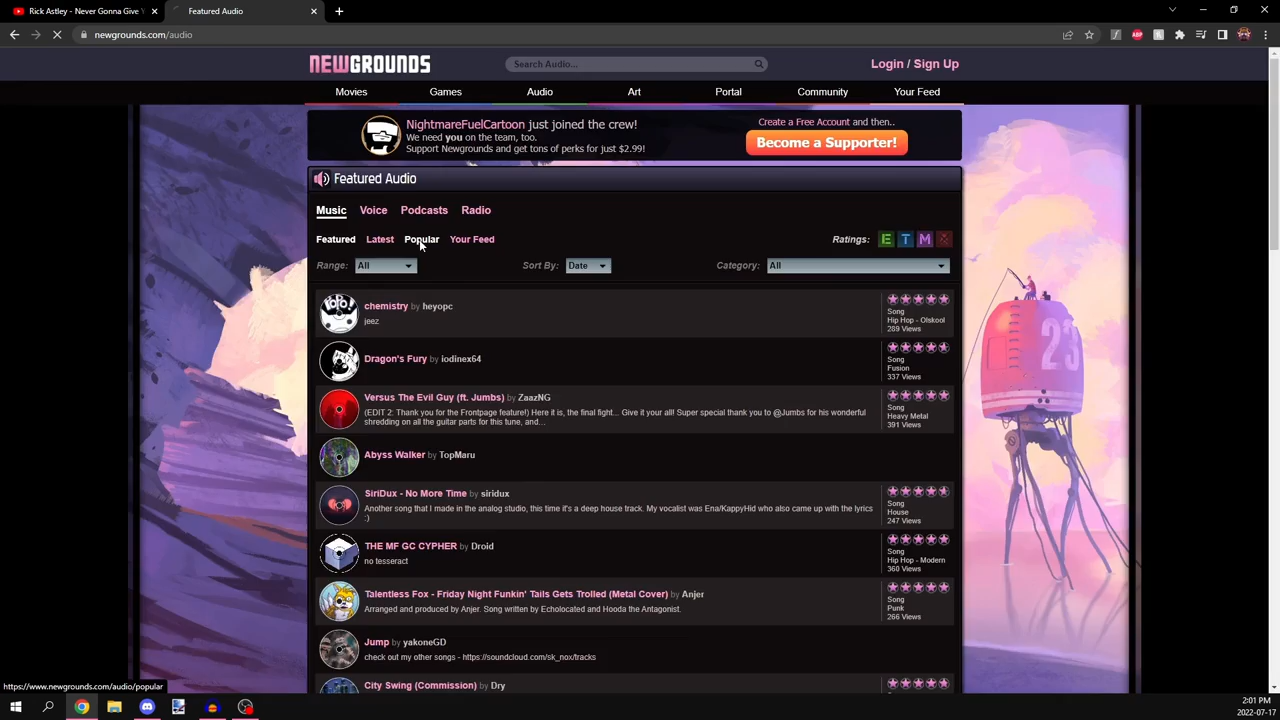 Rick Astley - Never Gonna Give Y
Featured Audio
newgrounds.com/audio
NEWGROUNDS
Search Audio...
Login / Sign Up
Movies
Games
Audio
Art
Portal
Community
Your Feed
NightmareFuelCartoon just joined the crew!
We need you on the team, too.
Support Newgrounds and get tons of perks for just $2.99!
Create a Free Account and then..
Become a Supporter!
Featured Audio
Music
Voice
Podcasts
Radio
Featured
Latest
Popular
Your Feed
Ratings:
E
T
M
Range:
All
Sort By:
Date
Category:
All
chemistry by heyopc
jeez
Song
Hip Hop - Olskool
289 Views
Dragon's Fury by iodinex64
Song
Fusion
337 Views
Versus The Evil Guy (ft. Jumbs) by ZaazNG
(EDIT 2: Thank you for the Frontpage feature!) Here it is, the final fight... Give it your all! Super special thank you to @Jumbs for his wonderful
shredding on all the guitar parts for this tune, and...
Song
Heavy Metal
391 Views
Abyss Walker by TopMaru
SiriDux - No More Time by siridux
Another song that I made in the analog studio, this time it's a deep house track. My vocalist was Ena/KappyHid who also came up with the lyrics
:)
Song
House
247 Views
THE MF GC CYPHER by Droid
no tesseract
Song
Hip Hop - Modern
360 Views
Talentless Fox - Friday Night Funkin' Tails Gets Trolled (Metal Cover) by Anjer
Arranged and produced by Anjer. Song written by Echolocated and Hooda the Antagonist.
Song
Punk
266 Views
Jump by yakoneGD
check out my other songs - https://soundcloud.com/sk_nox/tracks
City Swing (Commission) by Dry
23
https://www.newgrounds.com/audio/popular
2:01 PM
2022-07-17